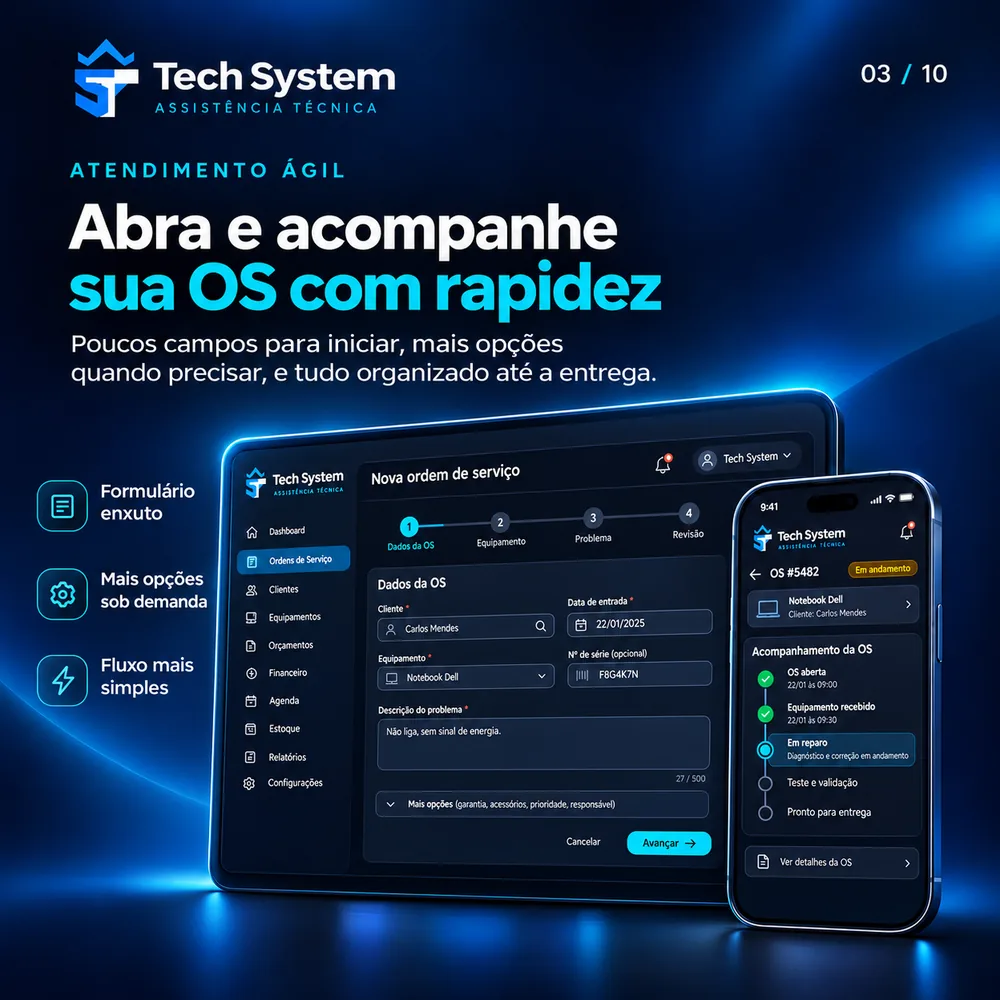 Tech System
ASSISTÊNCIA TÉCNICA
03 / 10
ATENDIMENTO ÁGIL
Abra e acompanhe
sua OS com rapidez
Poucos campos para iniciar, mais opções
quando precisar, e tudo organizado até a entrega.
Formulário
enxuto
Mais opções
sob demanda
Fluxo mais
simples
Tech System
ASSISTÊNCIA TÉCNICA
Dashboard
Ordens de Serviço
Clientes
Equipamentos
Orçamentos
Financeiro
Agenda
Estoque
Relatórios
Configurações
Nova ordem de serviço
Tech System
1
2
3
4
Dados da OS
Equipamento
Problema
Revisão
Dados da OS
Cliente *
Carlos Mendes
Data de entrada *
22/01/2025
Equipamento *
Notebook Dell
Nº de série (opcional)
F8G4K7N
Descrição do problema *
Não liga, sem sinal de energia.
27 / 500
Mais opções (garantia, acessórios, prioridade, responsável)
Cancelar
Avançar →
9:41
Tech System
ASSISTÊNCIA TÉCNICA
← OS #5482
Em andamento
Notebook Dell
Cliente: Carlos Mendes
Acompanhamento da OS
OS aberta
22/01 às 09:00
Equipamento recebido
22/01 às 09:30
Em reparo
Diagnóstico e correção em andamento
Teste e validação
Pronto para entrega
Ver detalhes da OS